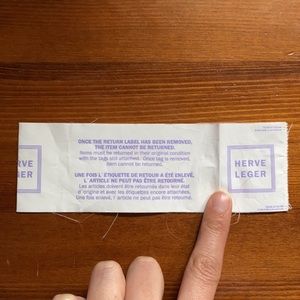 ONCE THE RETURN LABEL HAS BEEN REMOVED,
THE ITEM CANNOT BE RETURNED.
Items must be returned in their original condition
with the tags still attached. Once tag is removed,
Item cannot be returned.
UNE FOIS L'ÉTIQUETTE DE RETOUR A ÉTÉ ENLEVÉ,
L'ARTICLE NE PEUT PAS ÊTRE RETOURNÉ.
Les articles doivent être retournés dans leur état
d'origine et avec les étiquettes encore attachées.
Une fois enlevé, l'article ne peut pas être retourné.
RVE
GER
HERVE
LEGER